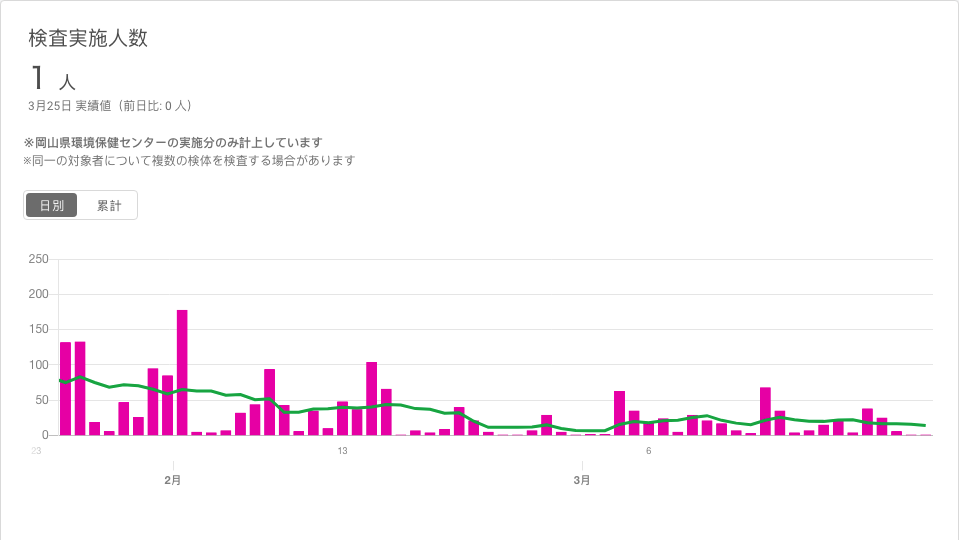 検査実施人数
1 人
3月25日 実績値（前日比: 0 人）
※岡山県環境保健センターの実施分のみ計上しています
※同一の対象者について複数の検体を検査する場合があります
日別 累計
250
200
150
100
50
0
23 13 6
2月 3月